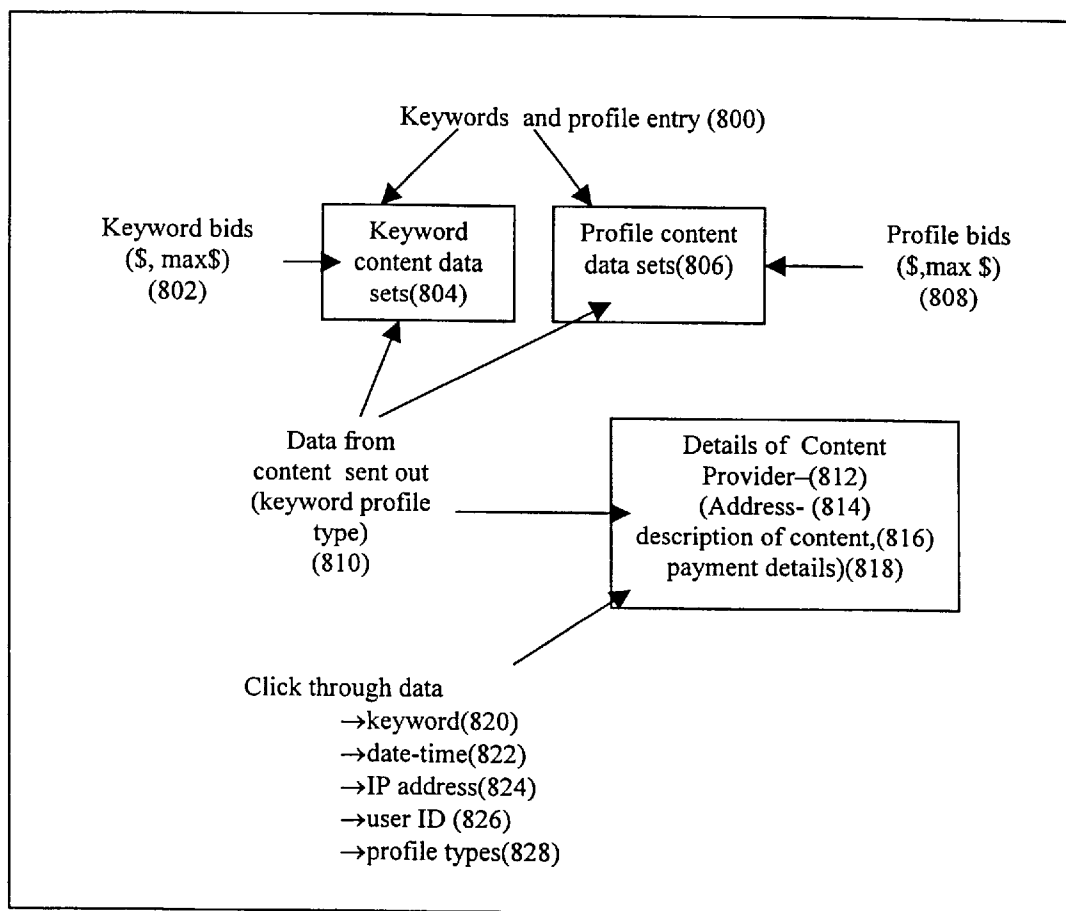 Keywords and profile entry (800)
Keyword bids
($, max$)
(802)
Keyword
content data
sets(804)
Profile content
data sets(806)
Profile bids
($,max $)
(808)
Data from
content sent out
(keyword profile
type)
(810)
Details of Content
Provider–(812)
(Address- (814)
description of content,(816)
payment details)(818)
Click through data
→keyword(820)
→date-time(822)
→IP address(824)
→user ID (826)
→profile types(828)